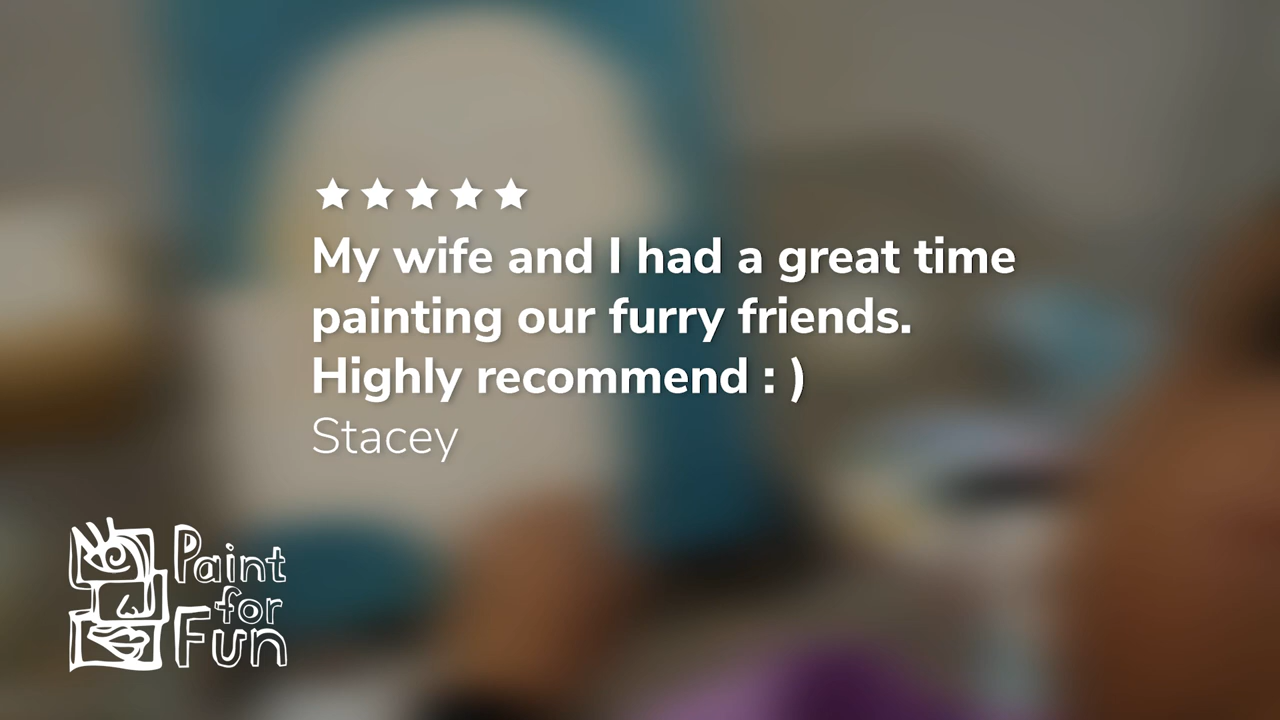 ★★★★★
My wife and I had a great time
painting our furry friends.
Highly recommend : )
Stacey
Paint
for
Fun